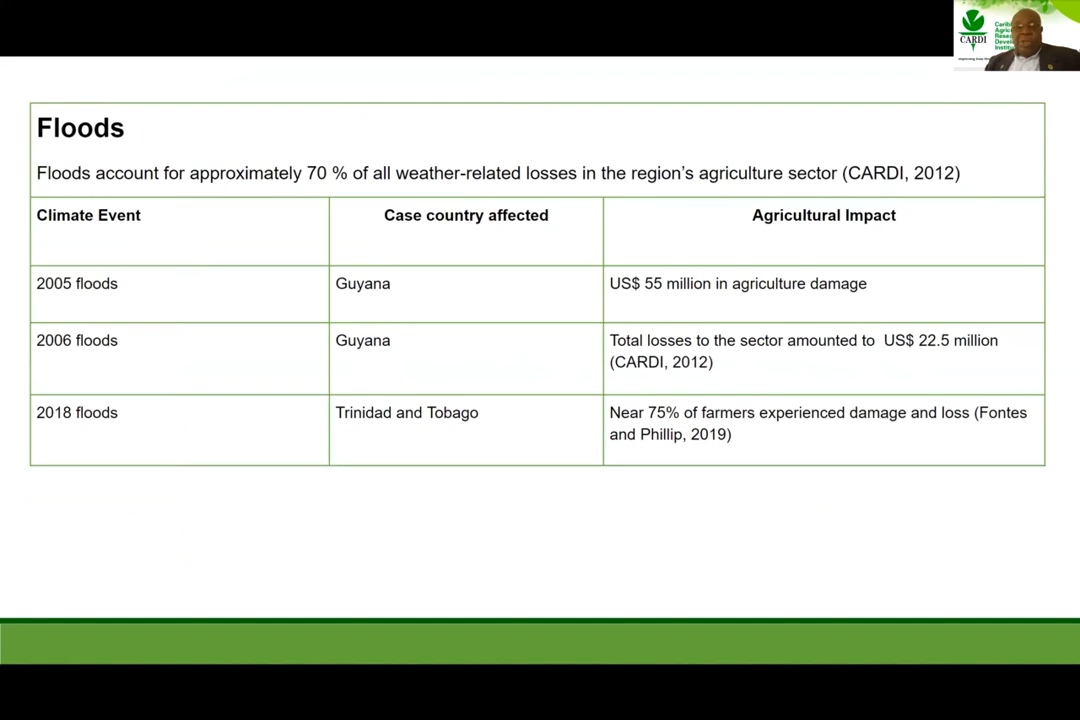 CARDI
Floods
Floods account for approximately 70 % of all weather-related losses in the region's agriculture sector (CARDI, 2012)
Climate Event
Case country affected
Agricultural Impact
2005 floods
Guyana
US$ 55 million in agriculture damage
2006 floods
Guyana
Total losses to the sector amounted to US$ 22.5 million
(CARDI, 2012)
2018 floods
Trinidad and Tobago
Near 75% of farmers experienced damage and loss (Fontes
and Phillip, 2019)